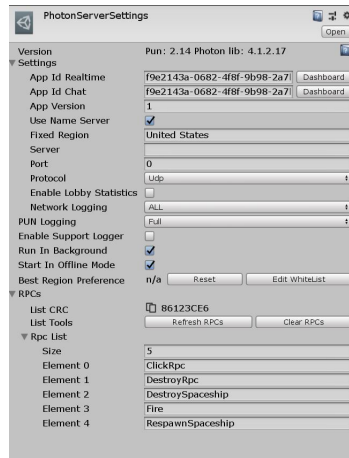 PhotonServerSettings
Open
Version Pun: 2.14 Photon lib: 4.1.2.17
Settings
App Id Realtime f9e2143a-0682-4f8f-9b98-2a7 Dashboard
App Id Chat f9e2143a-0682-4f8f-9b98-2a7 Dashboard
App Version 1
Use Name Server
Fixed Region United States
Server
Port 0
Protocol Udp
Enable Lobby Statistics
Network Logging ALL
PUN Logging Full
Enable Support Logger
Run In Background
Start In Offline Mode
Best Region Preference n/a Reset Edit WhiteList
RPCs
List CRC 86123CE6
List Tools Refresh RPCs Clear RPCs
Rpc List
Size 5
Element 0 ClickRpc
Element 1 DestroyRpc
Element 2 DestroySpaceship
Element 3 Fire
Element 4 RespawnSpaceship